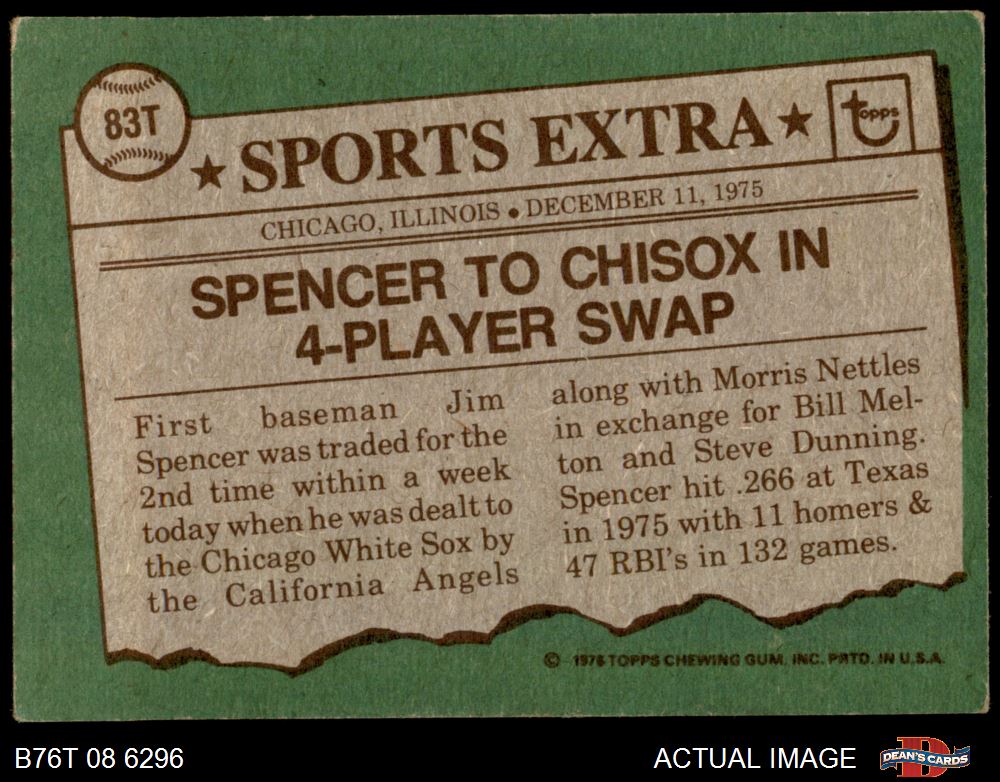 83T
★ SPORTS EXTRA ★
topps
CHICAGO, ILLINOIS • DECEMBER 11, 1975
SPENCER TO CHISOX IN
4-PLAYER SWAP
First baseman Jim
Spencer was traded for the
2nd time within a week
today when he was dealt to
the Chicago White Sox by
the California Angels
along with Morris Nettles
in exchange for Bill Mel-
ton and Steve Dunning.
Spencer hit .266 at Texas
in 1975 with 11 homers &
47 RBI's in 132 games.
© 1976 TOPPS CHEWING GUM, INC. PRTD. IN U.S.A.
B76T 08 6296
ACTUAL IMAGE
DEAN'S CARDS